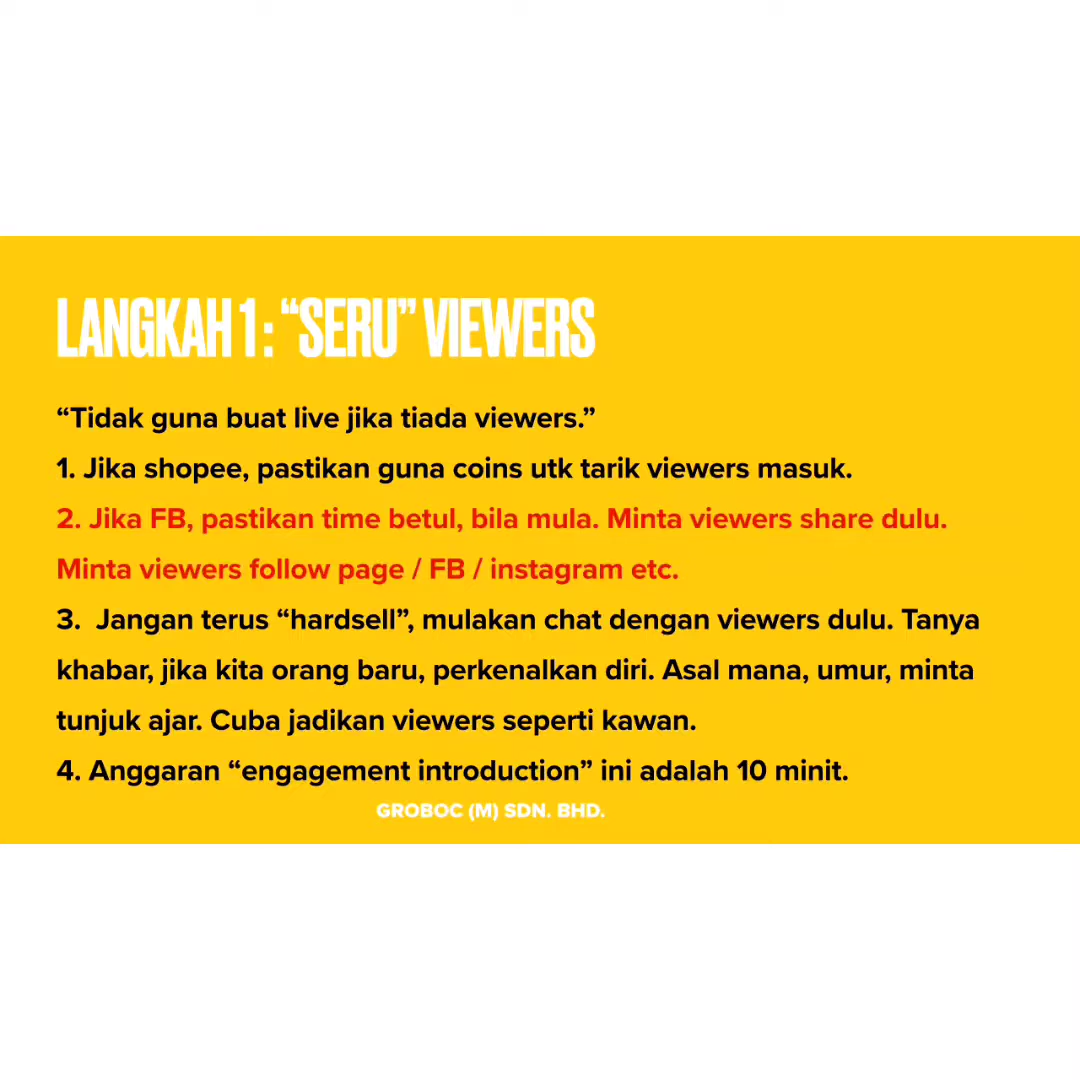 LANGKAH 1 : “SERU” VIEWERS
“Tidak guna buat live jika tiada viewers.”
1. Jika shopee, pastikan guna coins utk tarik viewers masuk.
2. Jika FB, pastikan time betul, bila mula. Minta viewers share dulu.
Minta viewers follow page / FB / instagram etc.
3.  Jangan terus “hardsell”, mulakan chat dengan viewers dulu. Tanya
khabar, jika kita orang baru, perkenalkan diri. Asal mana, umur, minta
tunjuk ajar. Cuba jadikan viewers seperti kawan.
4. Anggaran “engagement introduction” ini adalah 10 minit.
GROBOC (M) SDN. BHD.